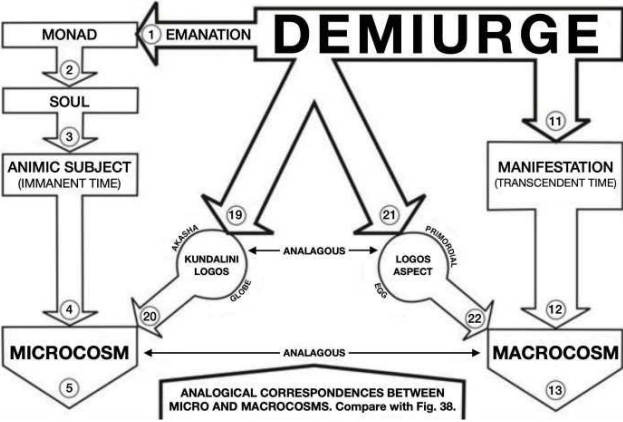 DEMIURGE
MONAD
1 EMANATION
2
11
SOUL
3
ANIMIC SUBJECT
(IMMANENT TIME)
MANIFESTATION
(TRANSCENDENT TIME)
19
21
AKASHA
KUNDALINI
LOGOS
GLOBE
ANALAGOUS
PRIMORDIAL
LOGOS
ASPECT
EGG
4
20
22
12
MICROCOSM
5
ANALAGOUS
MACROCOSM
13
ANALOGICAL CORRESPONDENCES BETWEEN
MICRO AND MACROCOSMS. Compare with Fig. 38.